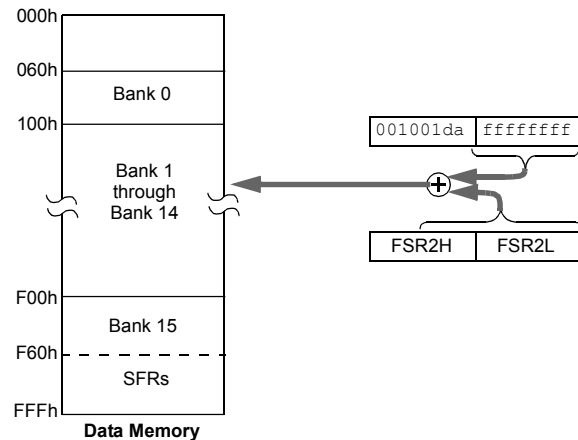 000h
060h
Bank 0
100h
001001da ffffffff
Bank 1
through
Bank 14
FSR2H FSR2L
F00h
Bank 15
F60h
SFRs
FFFh
Data Memory